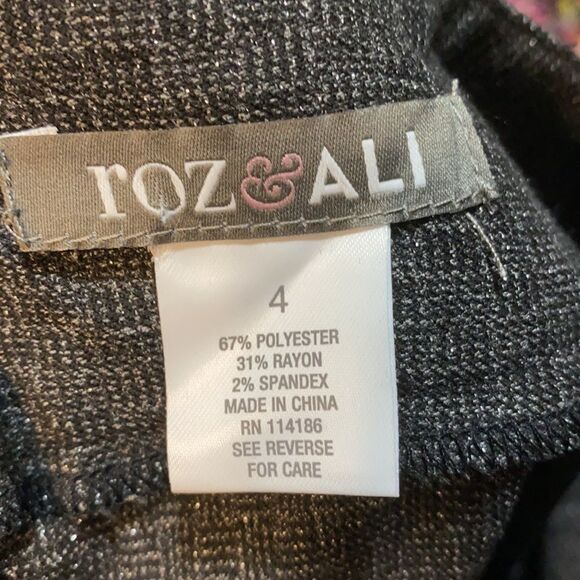 roz&ALI
4
67% POLYESTER
31% RAYON
2% SPANDEX
MADE IN CHINA
RN 114186
SEE REVERSE
FOR CARE